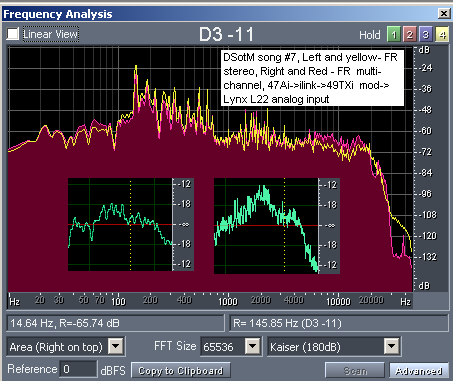 Frequency Analysis
Linear View
D3 -11
Hold 1 2 3 4
DSotM song #7, Left and yellow- FR
stereo, Right and Red - FR multi-
channel, 47Ai->ilink->49TXi mod->
Lynx L22 analog input
dB
-24
-36
-48
-60
-72
-84
-96
-108
-120
-132
dB
-12
-18
-∞
-18
-12
-12
-18
-∞
-18
-12
Hz 20 30 50 70 100 200 400 1000 2000 4000 10000 20000 Hz
14.64 Hz, R=-65.74 dB
R= 145.85 Hz (D3 -11)
Area (Right on top)
FFT Size 65536
Kaiser (180dB)
Reference 0 dBFS
Copy to Clipboard
Scan
Advanced